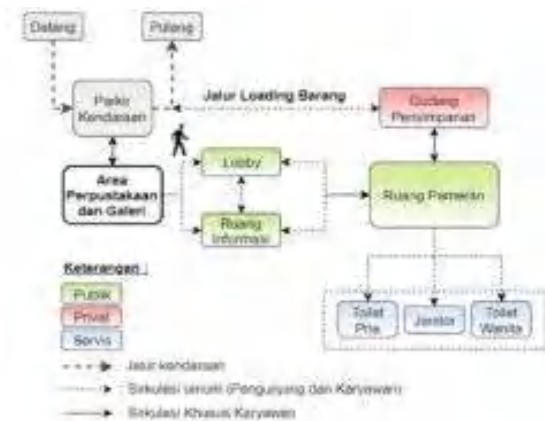 Datang
Pulang
Parkir
Kendaraan
Jalur Loading Barang
Gudang
Penyimpanan
Area
Perpustakaan
dan Galeri
Lobby
Ruang
Informasi
Ruang Pameran
Keterangan :
Publik
Privat
Servis
Toilet
Pria
Janitor
Toilet
Wanita
Jalur kendaraan
Sirkulasi umum (Pengunjung dan Karyawan)
Sirkulasi Khusus Karyawan